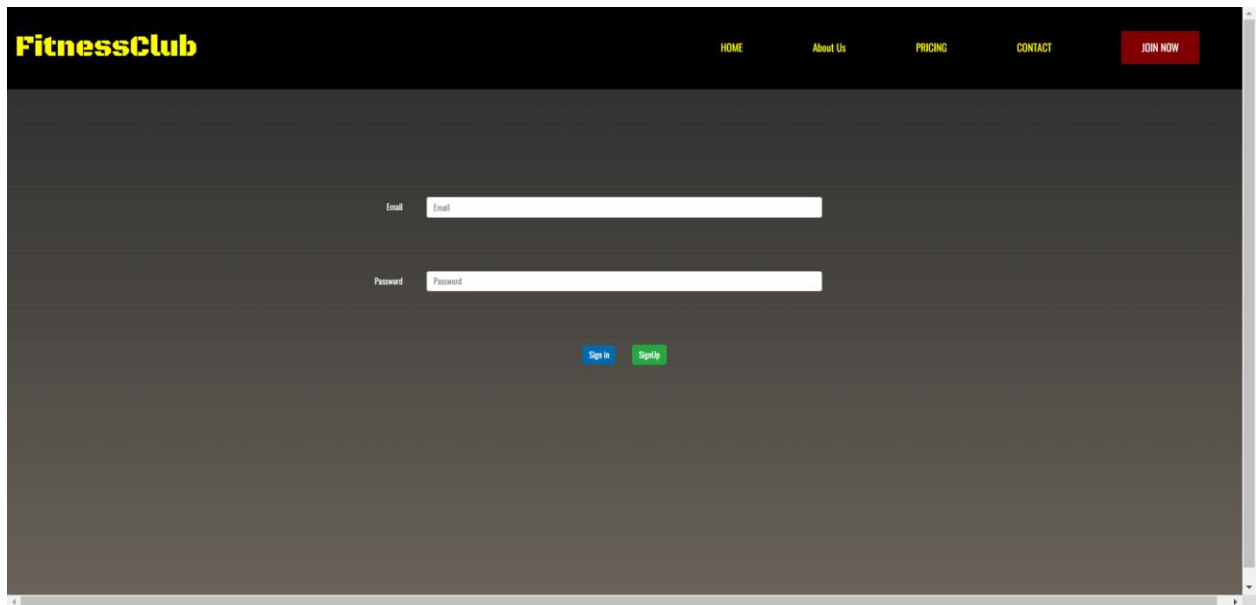 FitnessClub
HOME About Us PRICING CONTACT JOIN NOW
Email Email
Password Password
Sign in SignUp